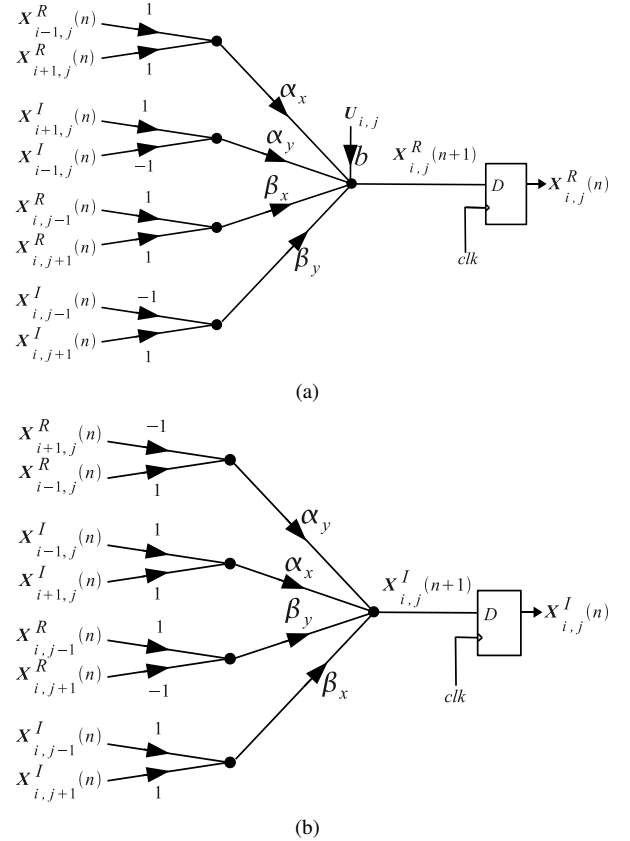 1
X^R_{i−1, j}(n)
X^R_{i+1, j}(n)
1
α_x
1
X^I_{i+1, j}(n)
X^I_{i−1, j}(n)
−1
α_y
U_{i, j}
b
X^R_{i, j}(n+1)
D
X^R_{i, j}(n)
clk
β_x
1
X^R_{i, j−1}(n)
X^R_{i, j+1}(n)
1
β_y
−1
X^I_{i, j−1}(n)
X^I_{i, j+1}(n)
1
(a)
−1
X^R_{i+1, j}(n)
X^R_{i−1, j}(n)
1
α_y
1
X^I_{i−1, j}(n)
X^I_{i+1, j}(n)
1
α_x
X^I_{i, j}(n+1)
D
X^I_{i, j}(n)
clk
β_y
1
X^R_{i, j−1}(n)
X^R_{i, j+1}(n)
−1
β_x
1
X^I_{i, j−1}(n)
X^I_{i, j+1}(n)
1
(b)